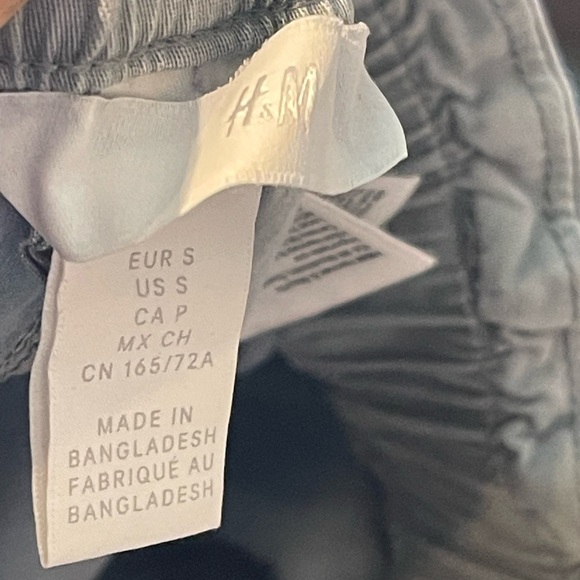 H&M
EUR S
US S
CA P
MX CH
CN 165/72A
MADE IN
BANGLADESH
FABRIQUÉ AU
BANGLADESH